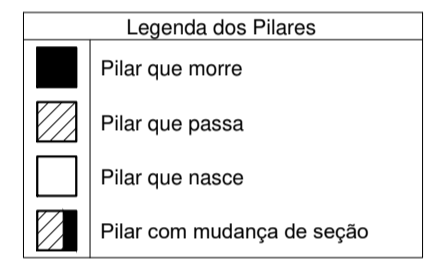 Legenda dos Pilares
Pilar que morre
Pilar que passa
Pilar que nasce
Pilar com mudança de seção